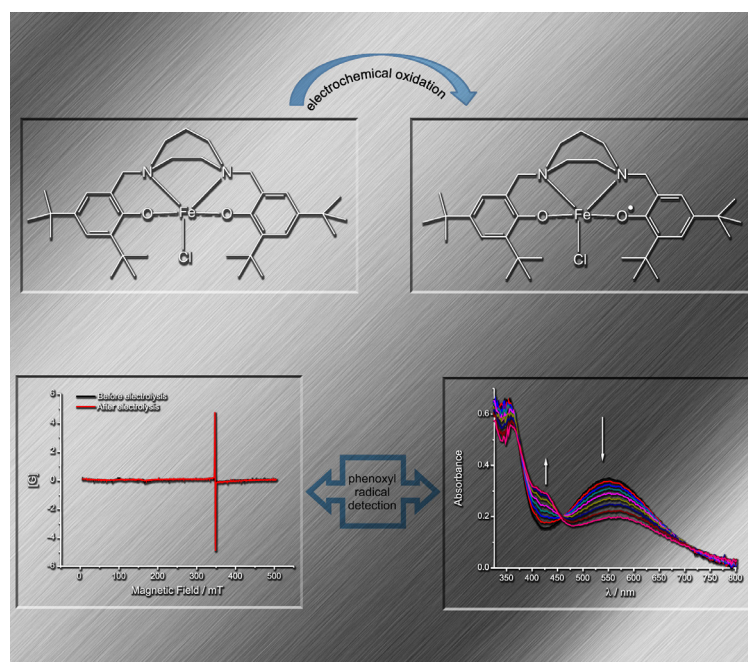 electrochemical oxidation
N N
O Fe O
Cl
N N
O Fe O
Cl
6
4
2
0
-2
-4
-6
[G]
Before electrolysis
After electrolysis
0 100 200 300 400 500
Magnetic Field / mT
phenoxyl
radical
detection
0.6
0.4
0.2
0.0
Absorbance
350 400 450 500 550 600 650 700 750 800
λ / nm